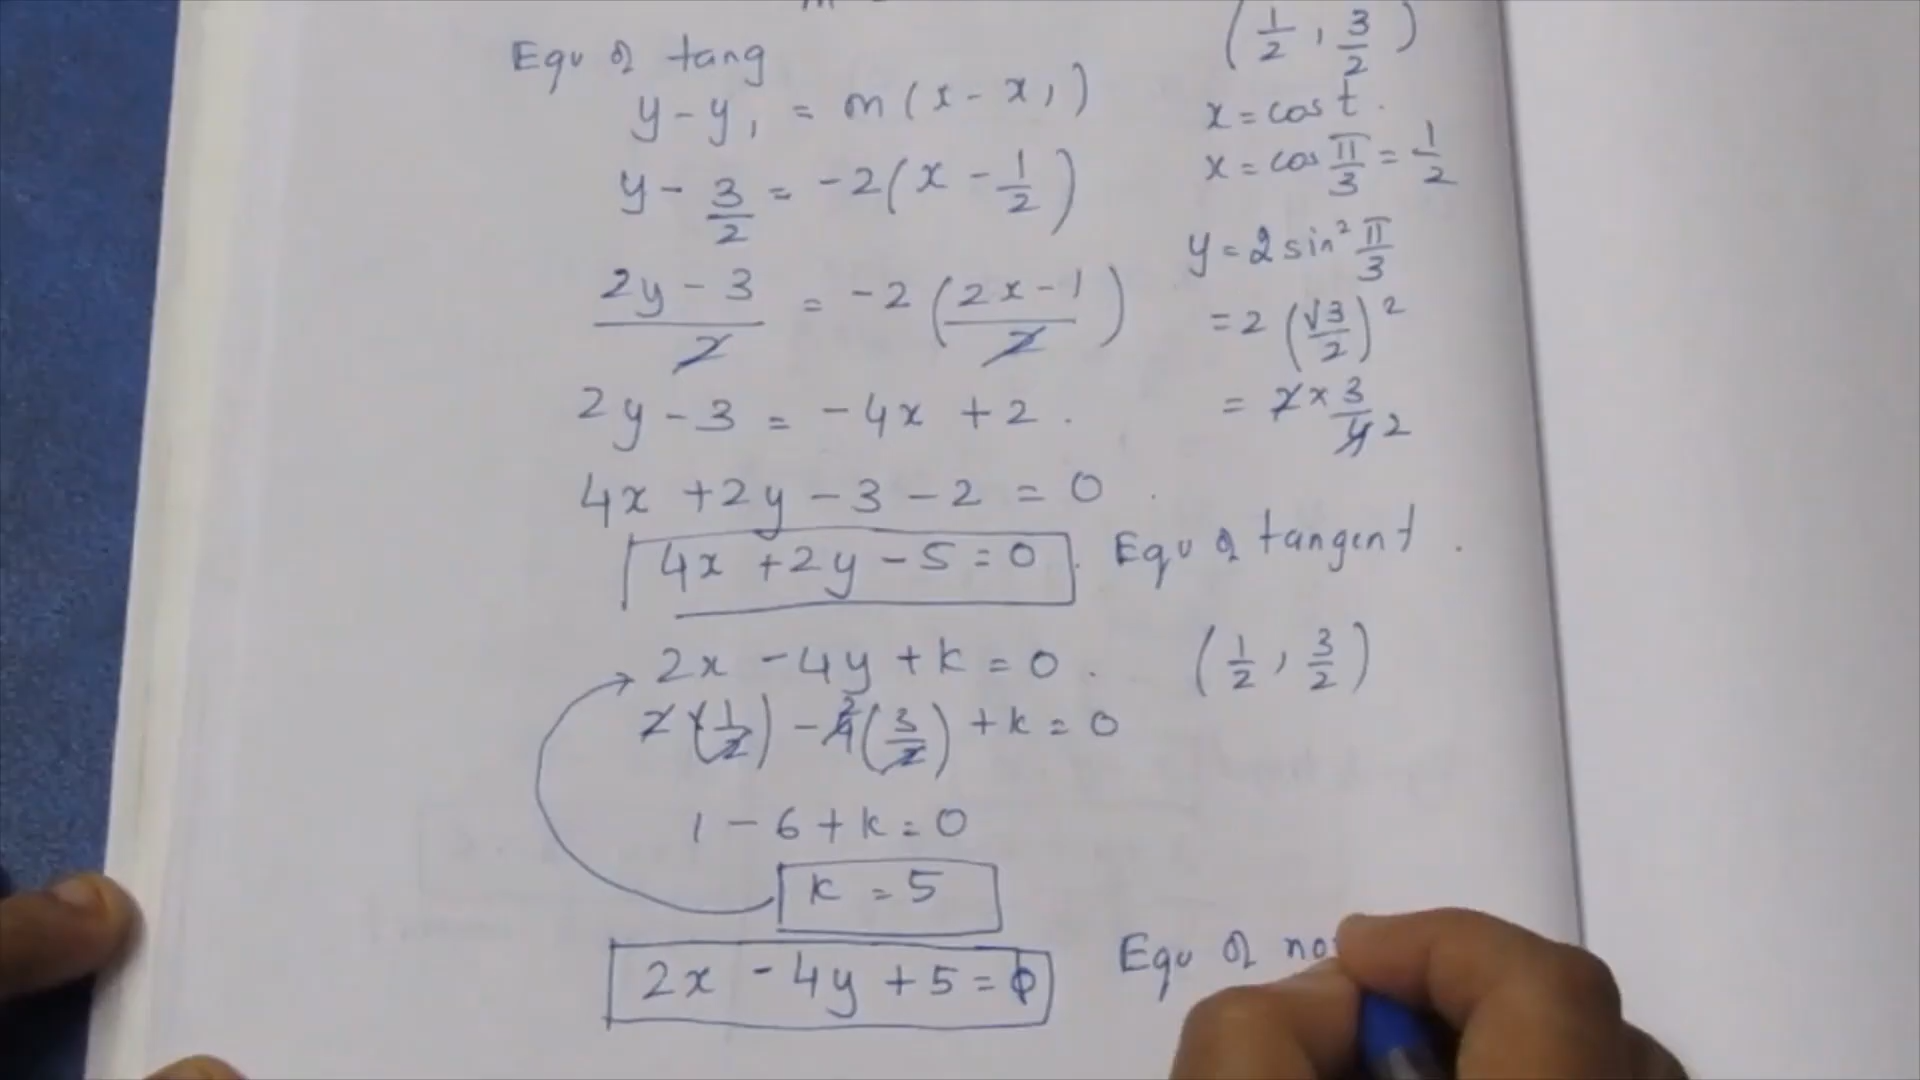 Equ of tang
y - y₁ = m(x - x₁)
y - 3/2 = -2(x - 1/2)
(2y - 3)/2 = -2((2x - 1)/2)
2y - 3 = -4x + 2.
4x + 2y - 3 - 2 = 0.
4x + 2y - 5 = 0. Equ of tangent.
2x - 4y + k = 0. (1/2, 3/2)
2(1/2) - 4 2(3/2) + k = 0
1 - 6 + k = 0
k = 5
2x - 4y + 5 = 0 Equ of
(1/2, 3/2)
x = cos t.
x = cos π/3 = 1/2
y = 2 sin² π/3
= 2(√3/2)²
= 2 × 3/4 2